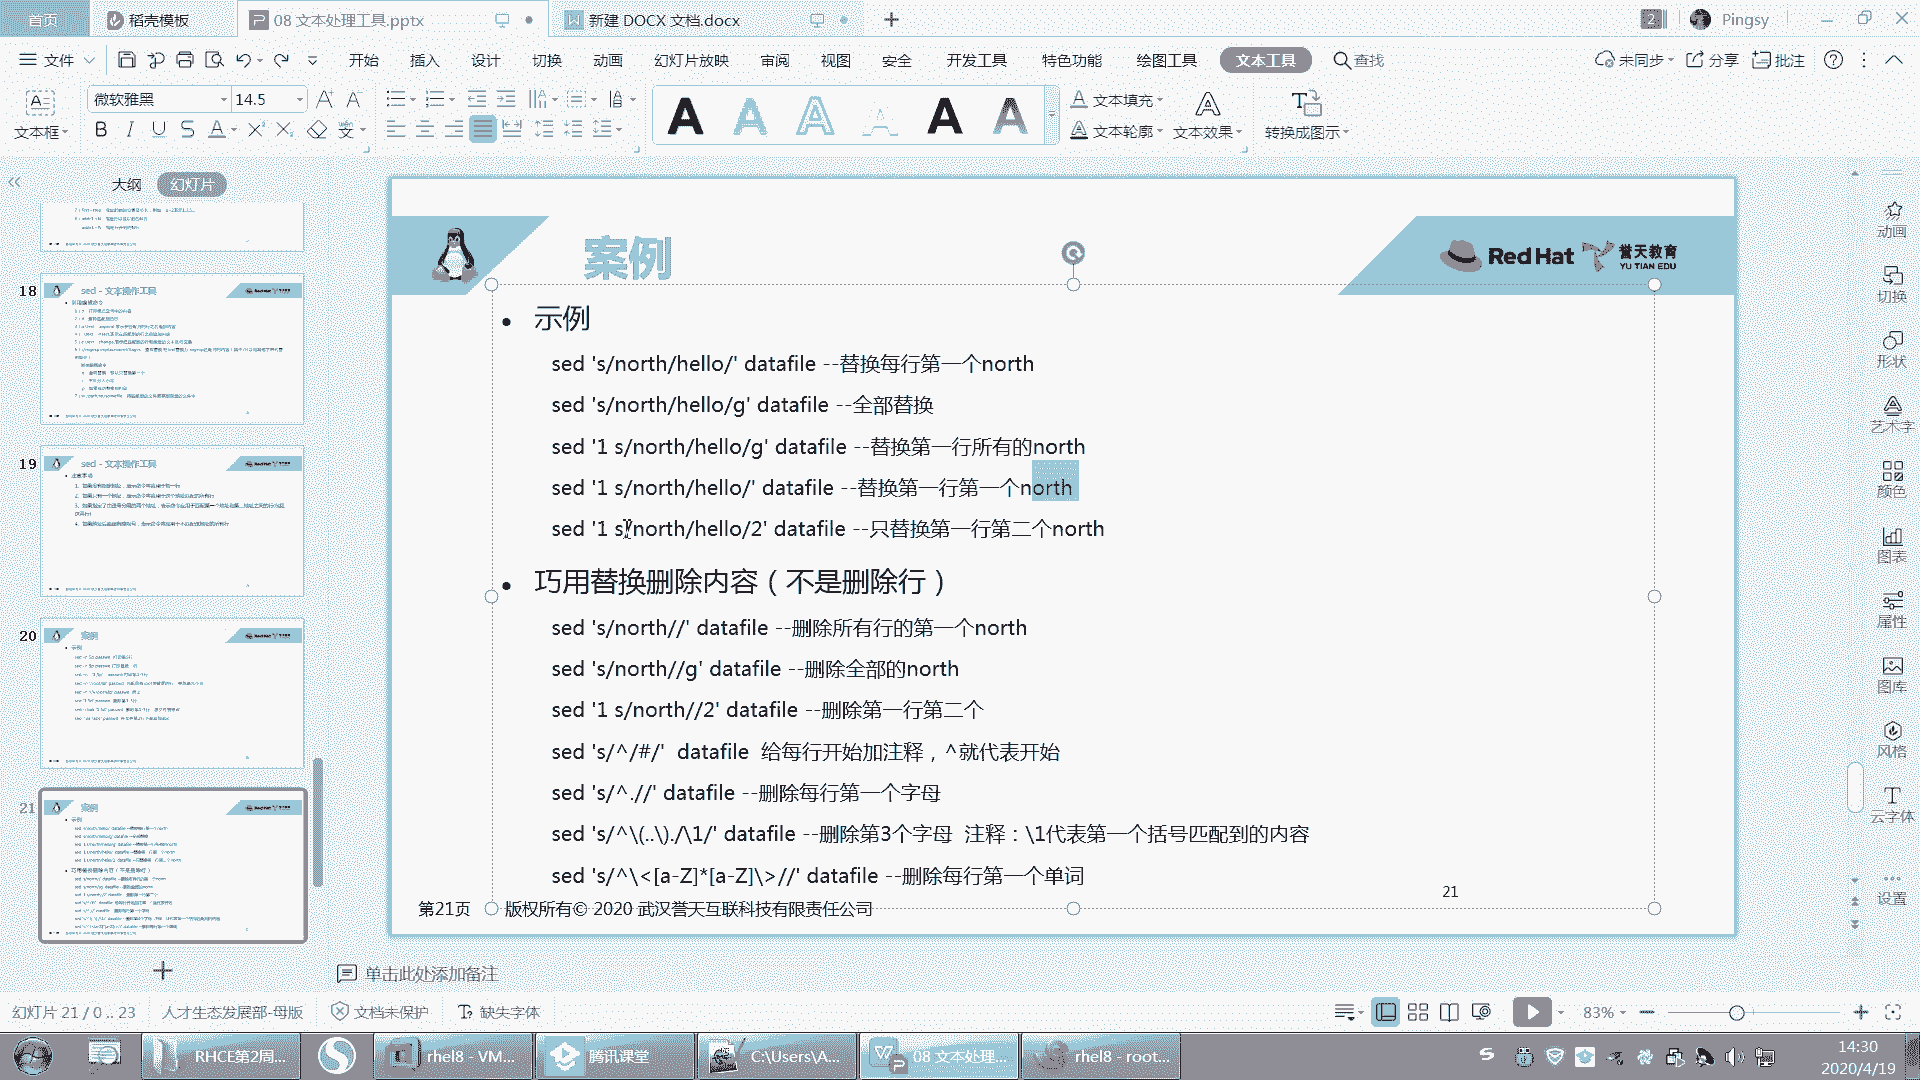 首页
稻壳模板
08 文本处理工具.pptx
新建 DOCX 文档.docx
2
Pingsy
文件
开始
插入
设计
切换
动画
幻灯片放映
审阅
视图
安全
开发工具
特色功能
绘图工具
文本工具
查找
未同步
分享
批注
文本框
微软雅黑
14.5
文本填充
文本轮廓
文本效果
转换成图示
大纲
幻灯片
18
sed - 文本操作工具
19
sed - 文本操作工具
20
案例
21
案例
案例
Red Hat
誉天教育
YU TIAN EDU
• 示例
sed 's/north/hello/' datafile --替换每行第一个north
sed 's/north/hello/g' datafile --全部替换
sed '1 s/north/hello/g' datafile --替换第一行所有的north
sed '1 s/north/hello/' datafile --替换第一行第一个north
sed '1 s/north/hello/2' datafile --只替换第一行第二个north
• 巧用替换删除内容（不是删除行）
sed 's/north//' datafile --删除所有行的第一个north
sed 's/north//g' datafile --删除全部的north
sed '1 s/north//2' datafile --删除第一行第二个
sed 's/^/#/'  datafile  给每行开始加注释，^就代表开始
sed 's/^.//' datafile --删除每行第一个字母
sed 's/^\(..\)./\1/' datafile --删除第3个字母  注释：\1代表第一个括号匹配到的内容
sed 's/^\<[a-Z]*[a-Z]\>//' datafile --删除每行第一个单词
21
第21页
版权所有© 2020 武汉誉天互联科技有限责任公司
动画
切换
形状
艺术字
颜色
图表
属性
图库
风格
云字体
设置
单击此处添加备注
幻灯片 21 / 0 .. 23
人才生态发展部-母版
文档未保护
缺失字体
83%
RHCE第2周...
rhel8 - VM...
腾讯课堂
C:\Users\A...
08 文本处理...
rhel8 - root...
14:30
2020/4/19